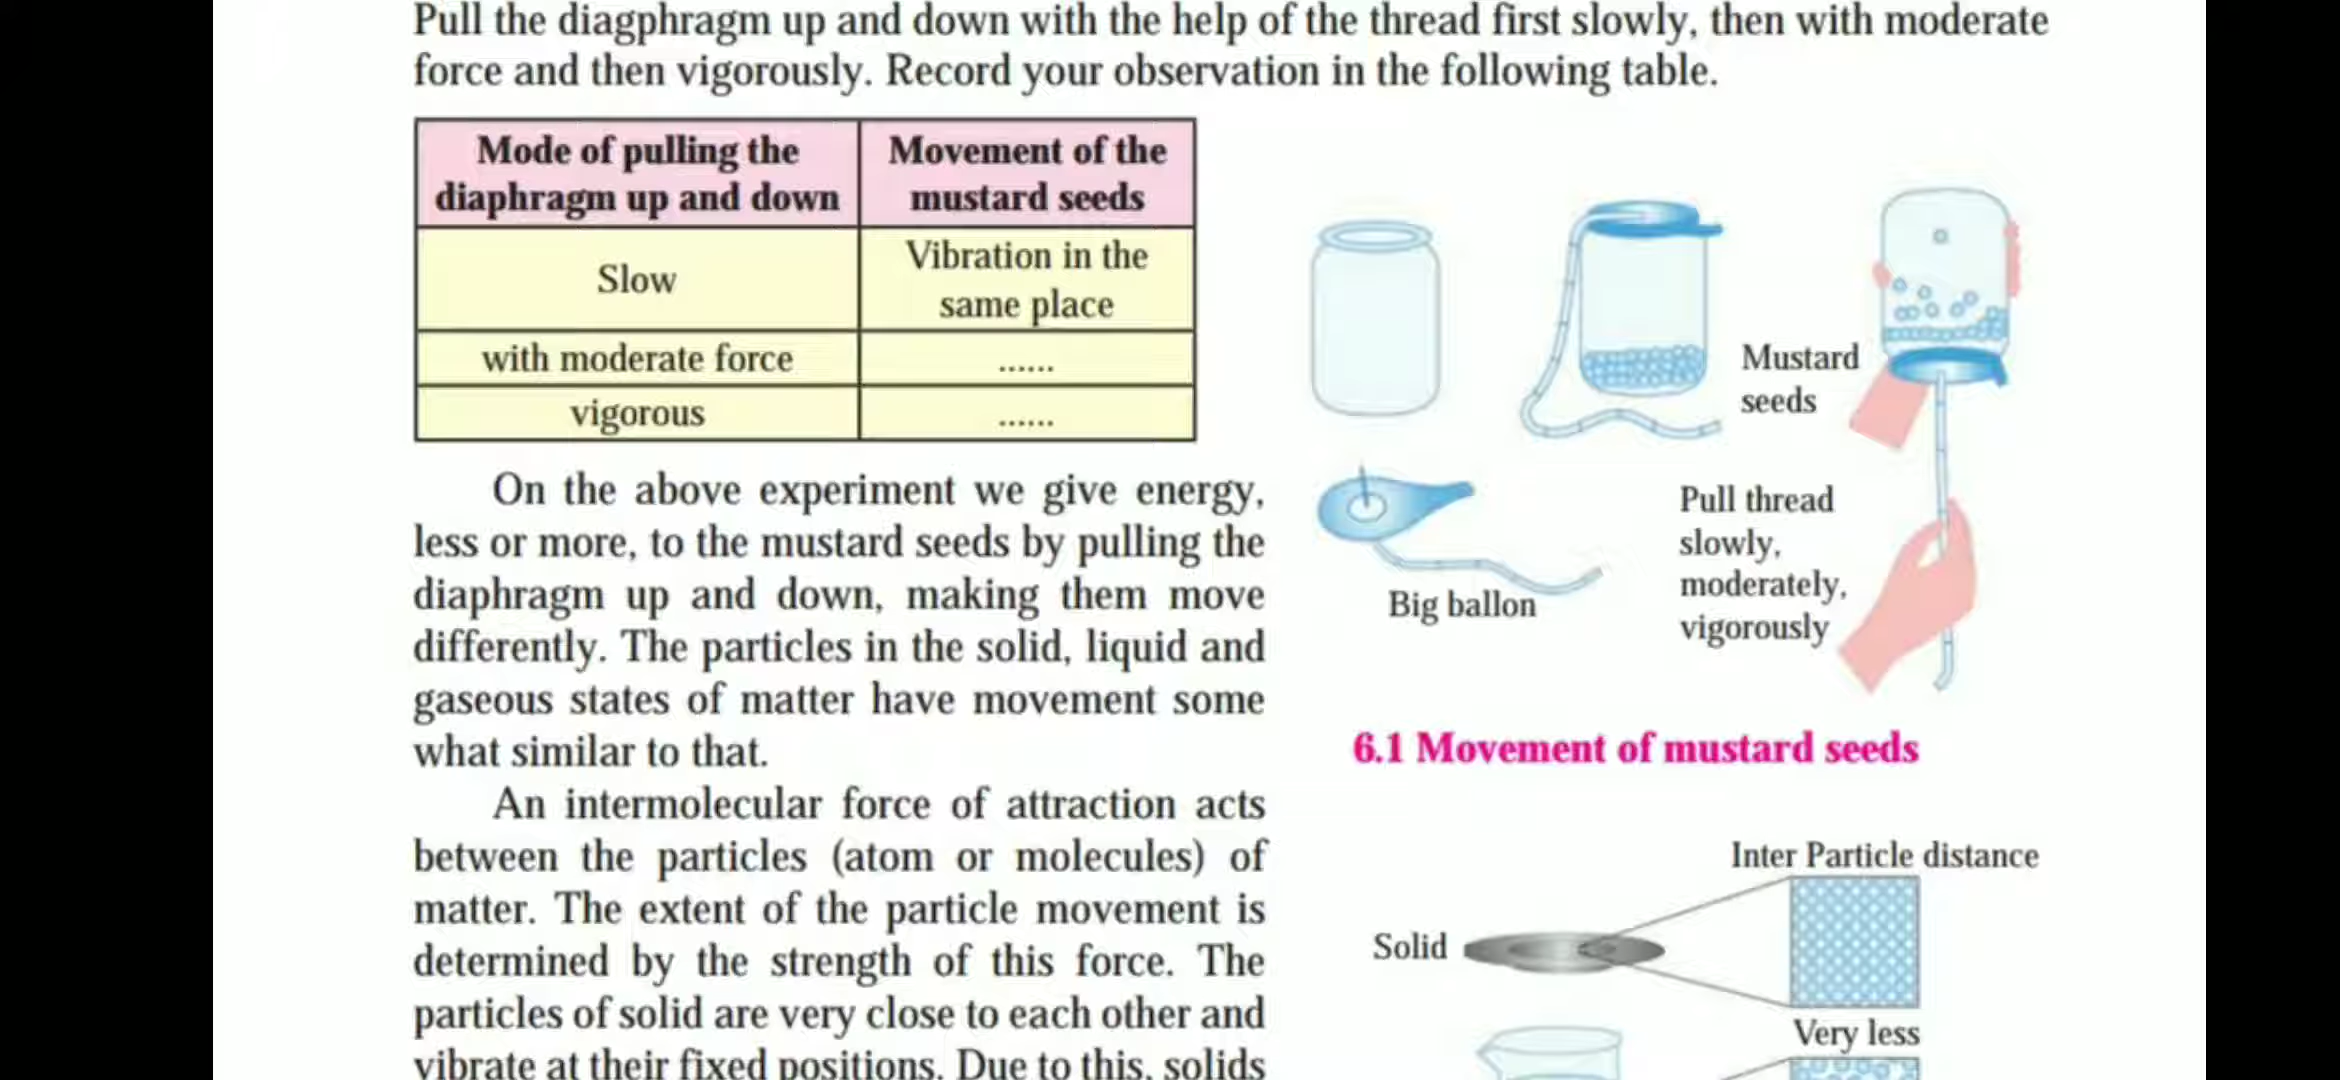 Pull the diagphragm up and down with the help of the thread first slowly, then with moderate
force and then vigorously. Record your observation in the following table.
Mode of pulling the
diaphragm up and down
Movement of the
mustard seeds
Slow
Vibration in the
same place
with moderate force
......
vigorous
......
On the above experiment we give energy,
less or more, to the mustard seeds by pulling the
diaphragm up and down, making them move
differently. The particles in the solid, liquid and
gaseous states of matter have movement some
what similar to that.
An intermolecular force of attraction acts
between the particles (atom or molecules) of
matter. The extent of the particle movement is
determined by the strength of this force. The
particles of solid are very close to each other and
vibrate at their fixed positions. Due to this, solids
Mustard
seeds
Big ballon
Pull thread
slowly,
moderately,
vigorously
6.1 Movement of mustard seeds
Inter Particle distance
Solid
Very less